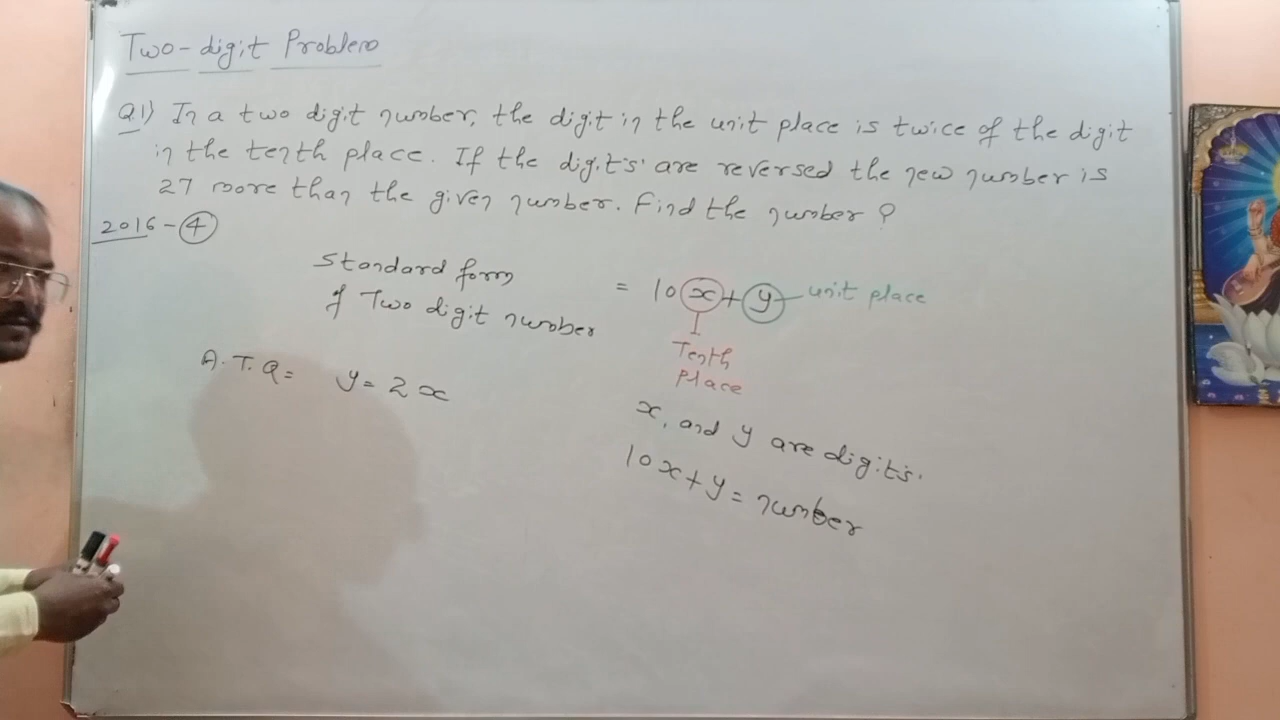 Two-digit Problem
Q.1) In a two digit number, the digit in the unit place is twice of the digit
in the tenth place. If the digits are reversed the new number is
27 more than the given number. Find the number ?
2016 - 4
Standard form
of Two digit number
= 10x + y - unit place
Tenth
Place
A.T.Q = y = 2x
x, and y are digits.
10x + y = number